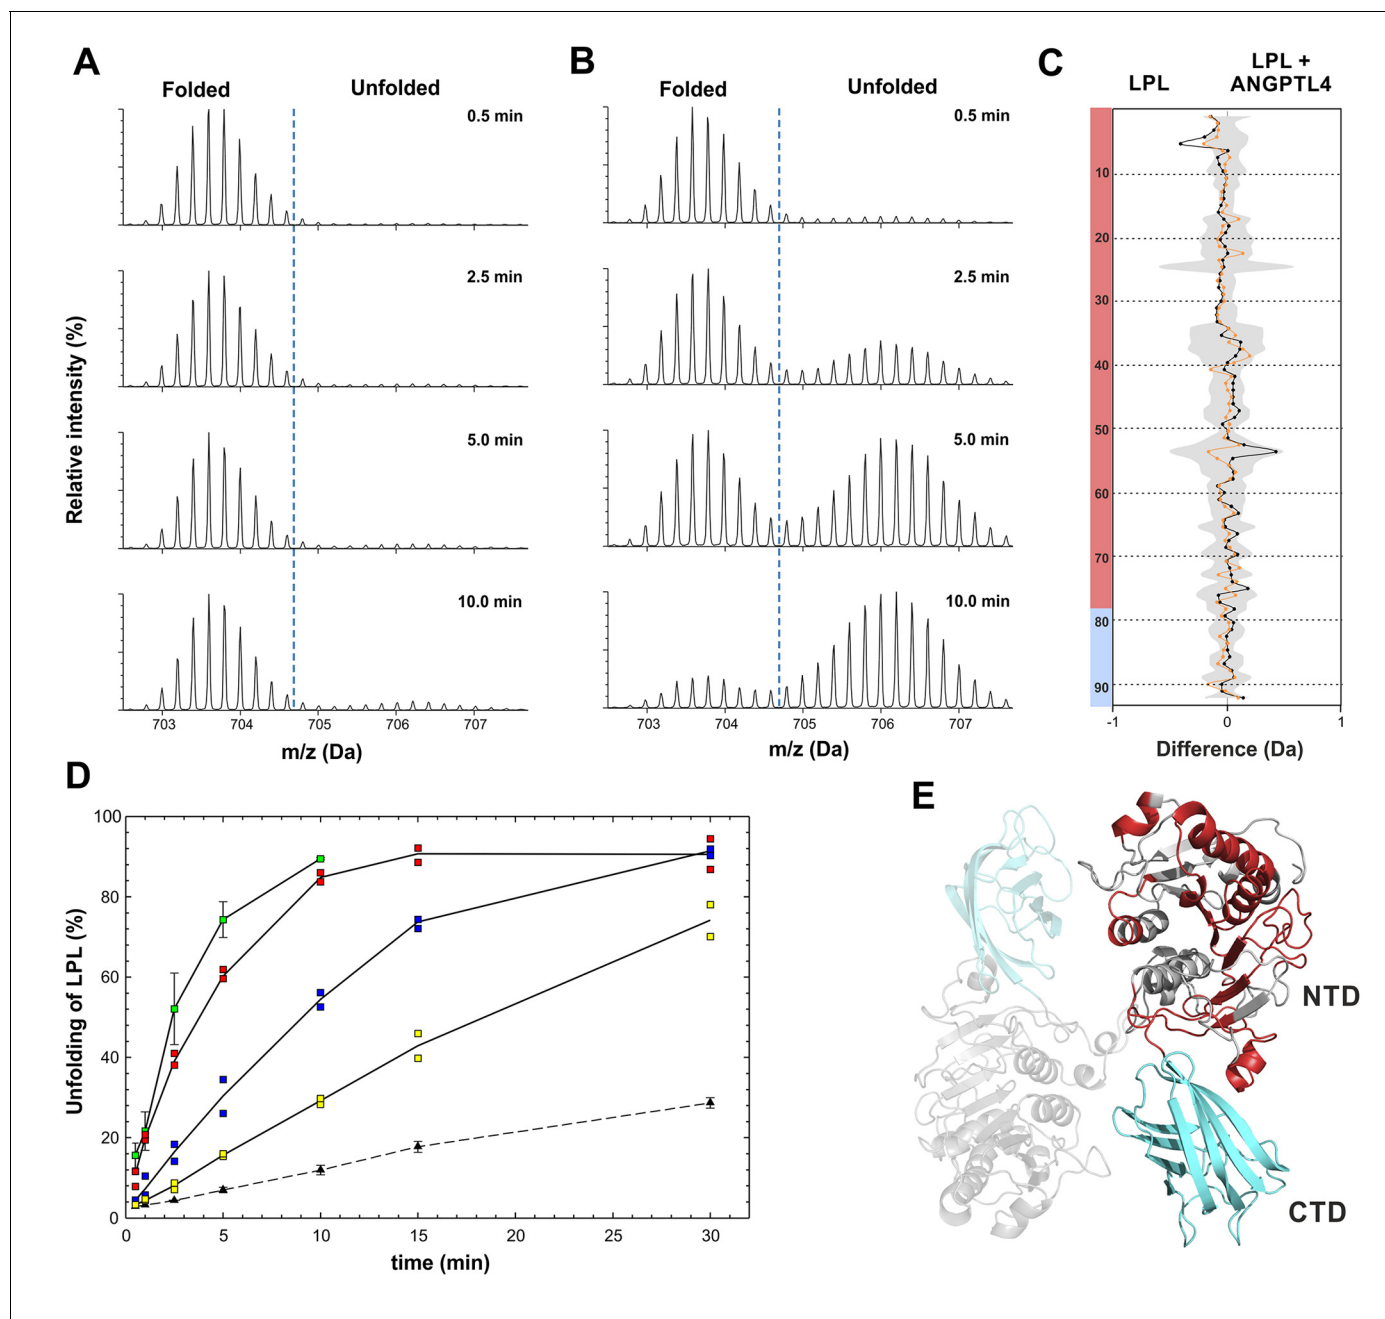 A
Folded
Unfolded
0.5 min
2.5 min
5.0 min
10.0 min
Relative intensity (%)
703
704
705
706
707
m/z (Da)
B
Folded
Unfolded
0.5 min
2.5 min
5.0 min
10.0 min
703
704
705
706
707
m/z (Da)
C
LPL
LPL +
ANGPTL4
10
20
30
40
50
60
70
80
90
-1
0
1
Difference (Da)
D
100
80
60
40
20
0
Unfolding of LPL (%)
0
5
10
15
20
25
30
time (min)
E
NTD
CTD